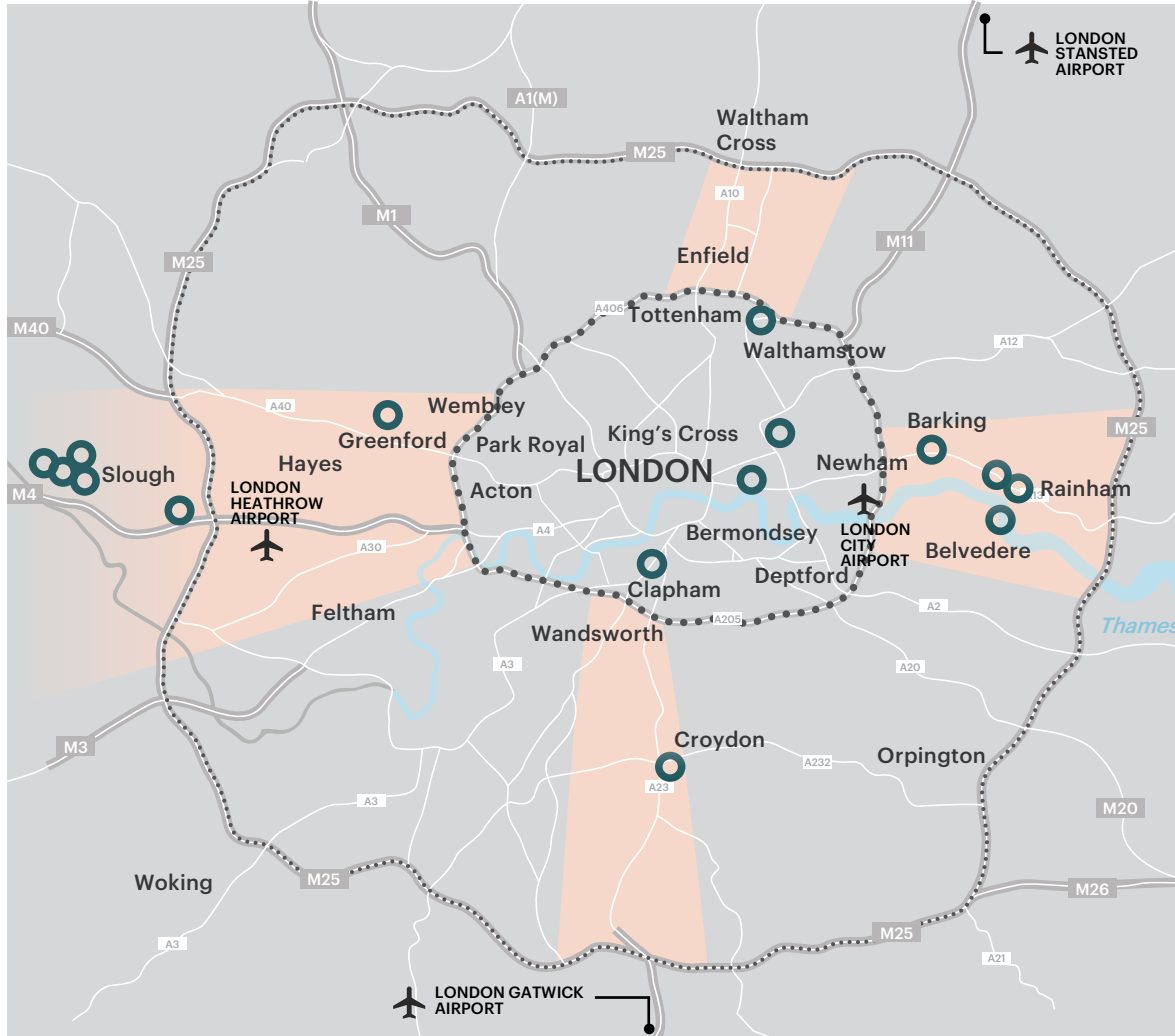 LONDON
STANSTED
AIRPORT
A1(M)
Waltham
Cross
M25
A10
M1
M11
Enfield
M25
A406
Tottenham
M40
A12
Walthamstow
Wembley
A40
Barking
M25
Greenford
King's Cross
Park Royal
Hayes
Newham
LONDON
Slough
M4
LONDON
HEATHROW
AIRPORT
Acton
Rainham
A4
Bermondsey
LONDON
CITY
AIRPORT
A30
Belvedere
Deptford
Clapham
Feltham
A2
A205
Thames
Wandsworth
A3
A20
M3
Croydon
Orpington
A232
A23
A3
M20
Woking
M25
M26
M25
A3
A21
LONDON GATWICK
AIRPORT